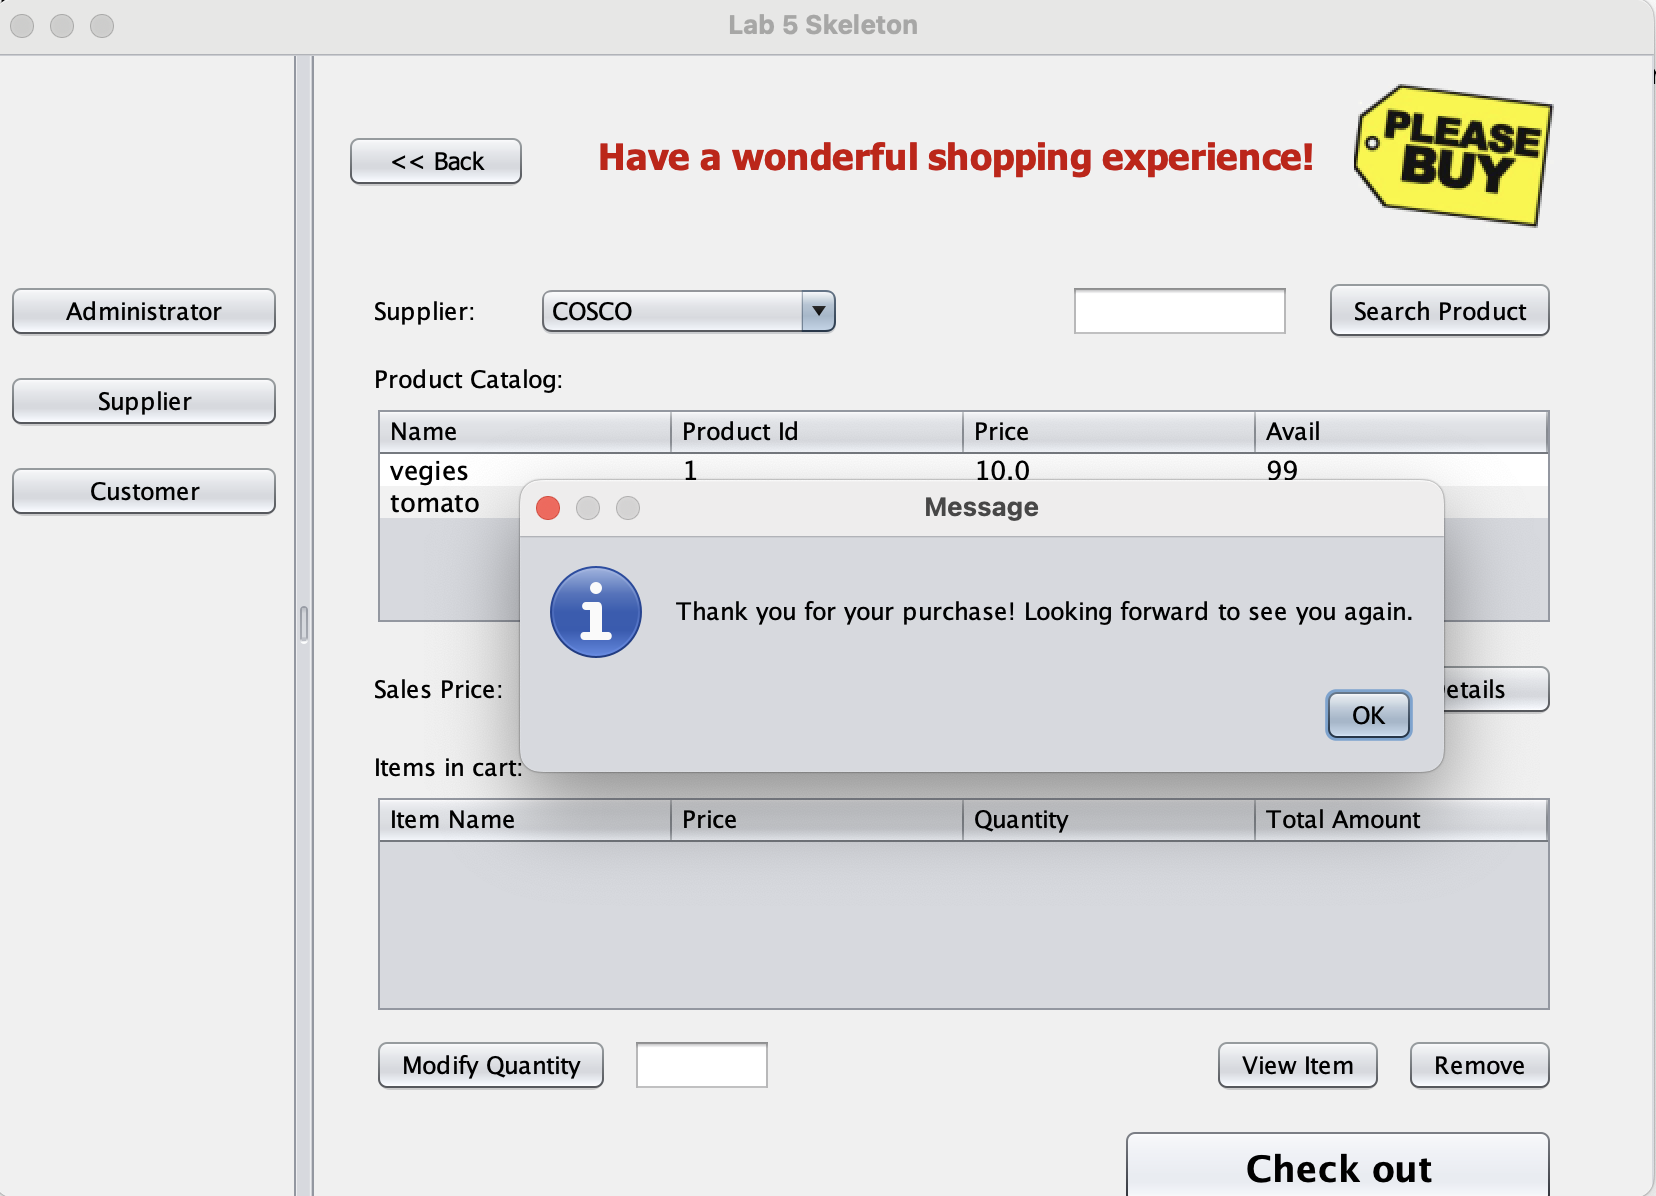 Lab 5 Skeleton
<< Back
Have a wonderful shopping experience!
PLEASE
BUY
Administrator
Supplier
Customer
Supplier: COSCO Search Product
Product Catalog:
Name Product Id Price Avail
vegies 1 10.0 99
tomato
Message
Thank you for your purchase! Looking forward to see you again.
OK
Sales Price: etails
Items in cart:
Item Name Price Quantity Total Amount
Modify Quantity View Item Remove
Check out